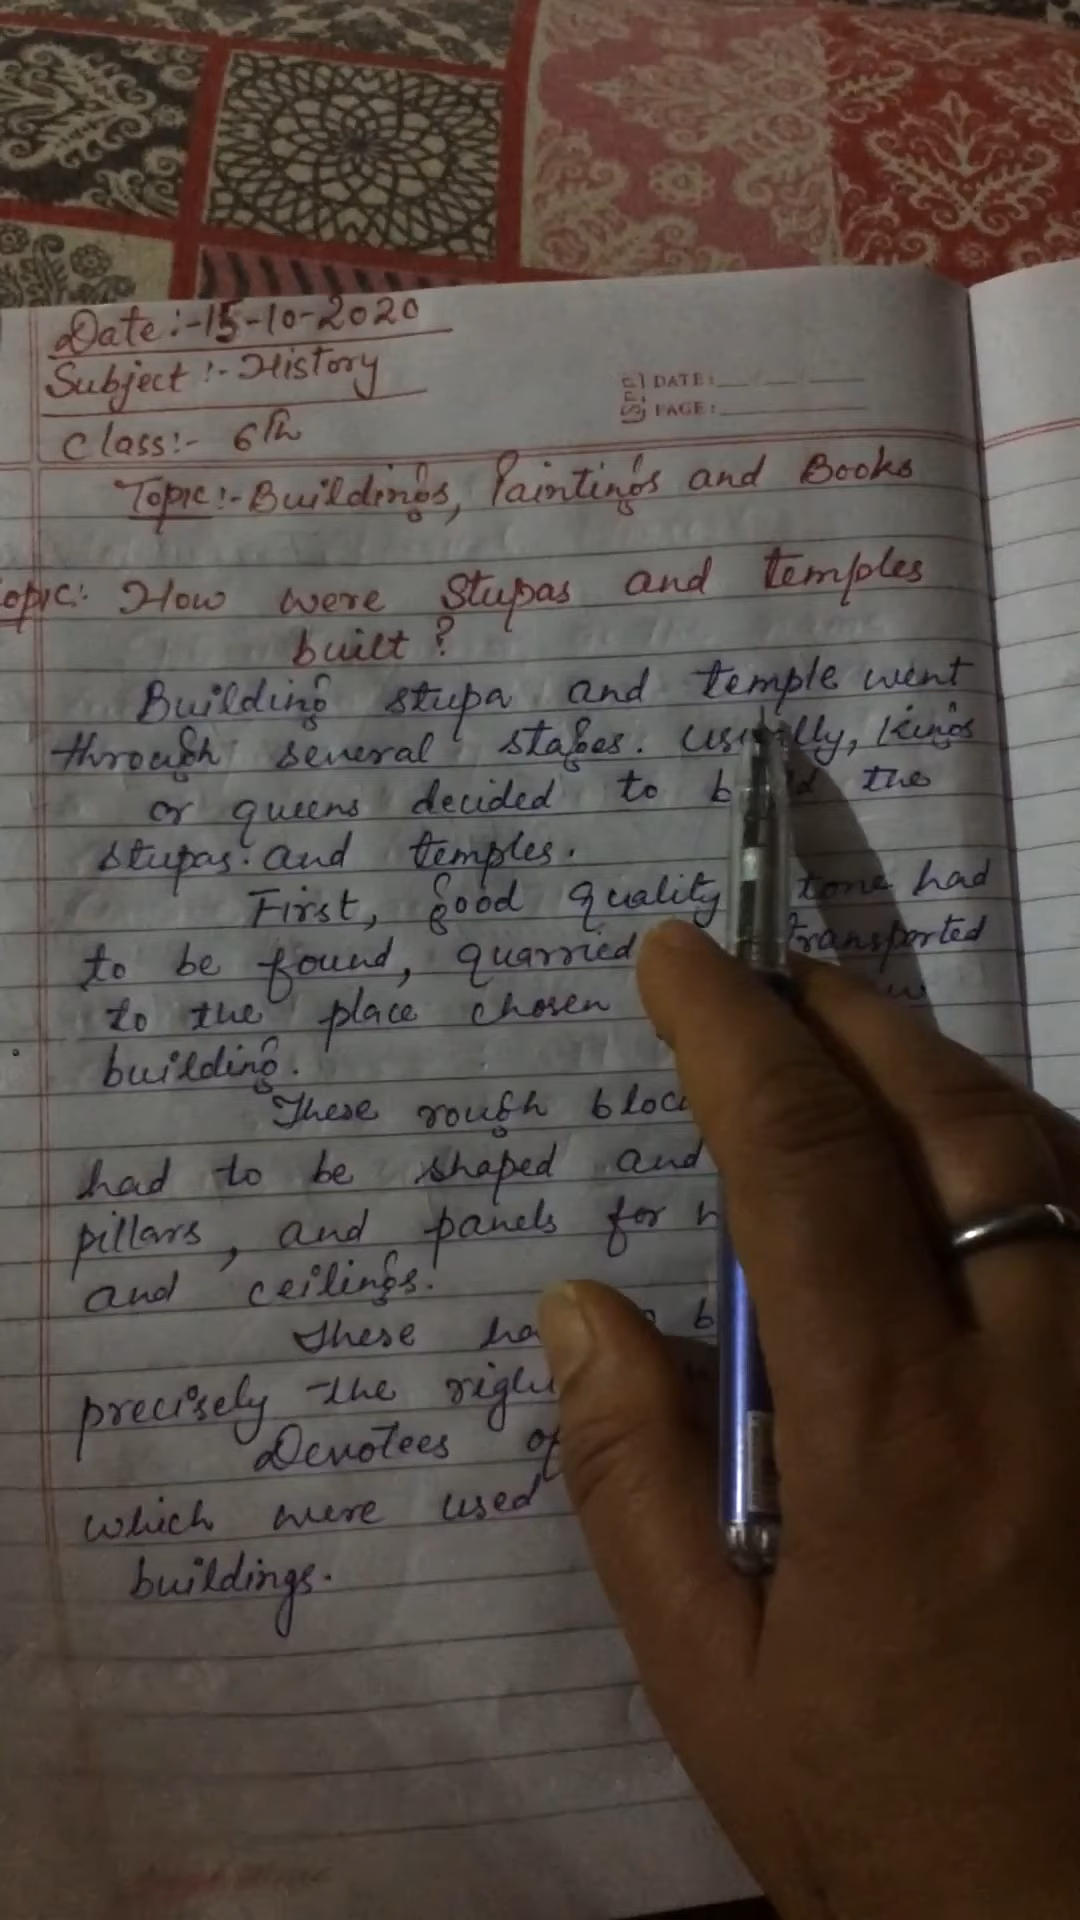 Date:-15-10-2020
Subject:- History
DATE:
PAGE:
Class:- 6th
Topic:- Buildings, Paintings and Books
opic: How were Stupas and temples
built?
Building stupa and temple went
through several stages. Usually, kings
or queens decided to the
stupas and temples.
First, good quality tone had
to be found, quarried transported
to the place chosen
building.
These rough bloc
had to be shaped and
pillars, and panels for
and ceilings.
These ha b
precisely the righ
Devotees of
which were used
buildings.